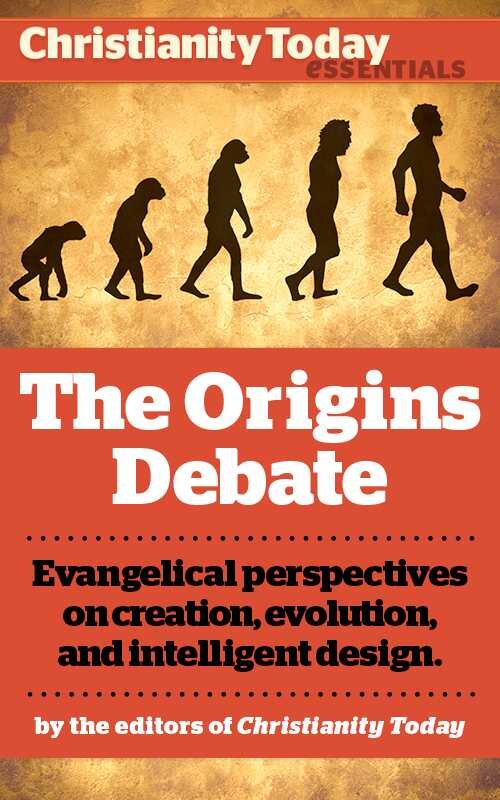 Christianity Today
eSSENTIALS
The Origins
Debate
Evangelical perspectives
on creation, evolution,
and intelligent design.
by the editors of Christianity Today